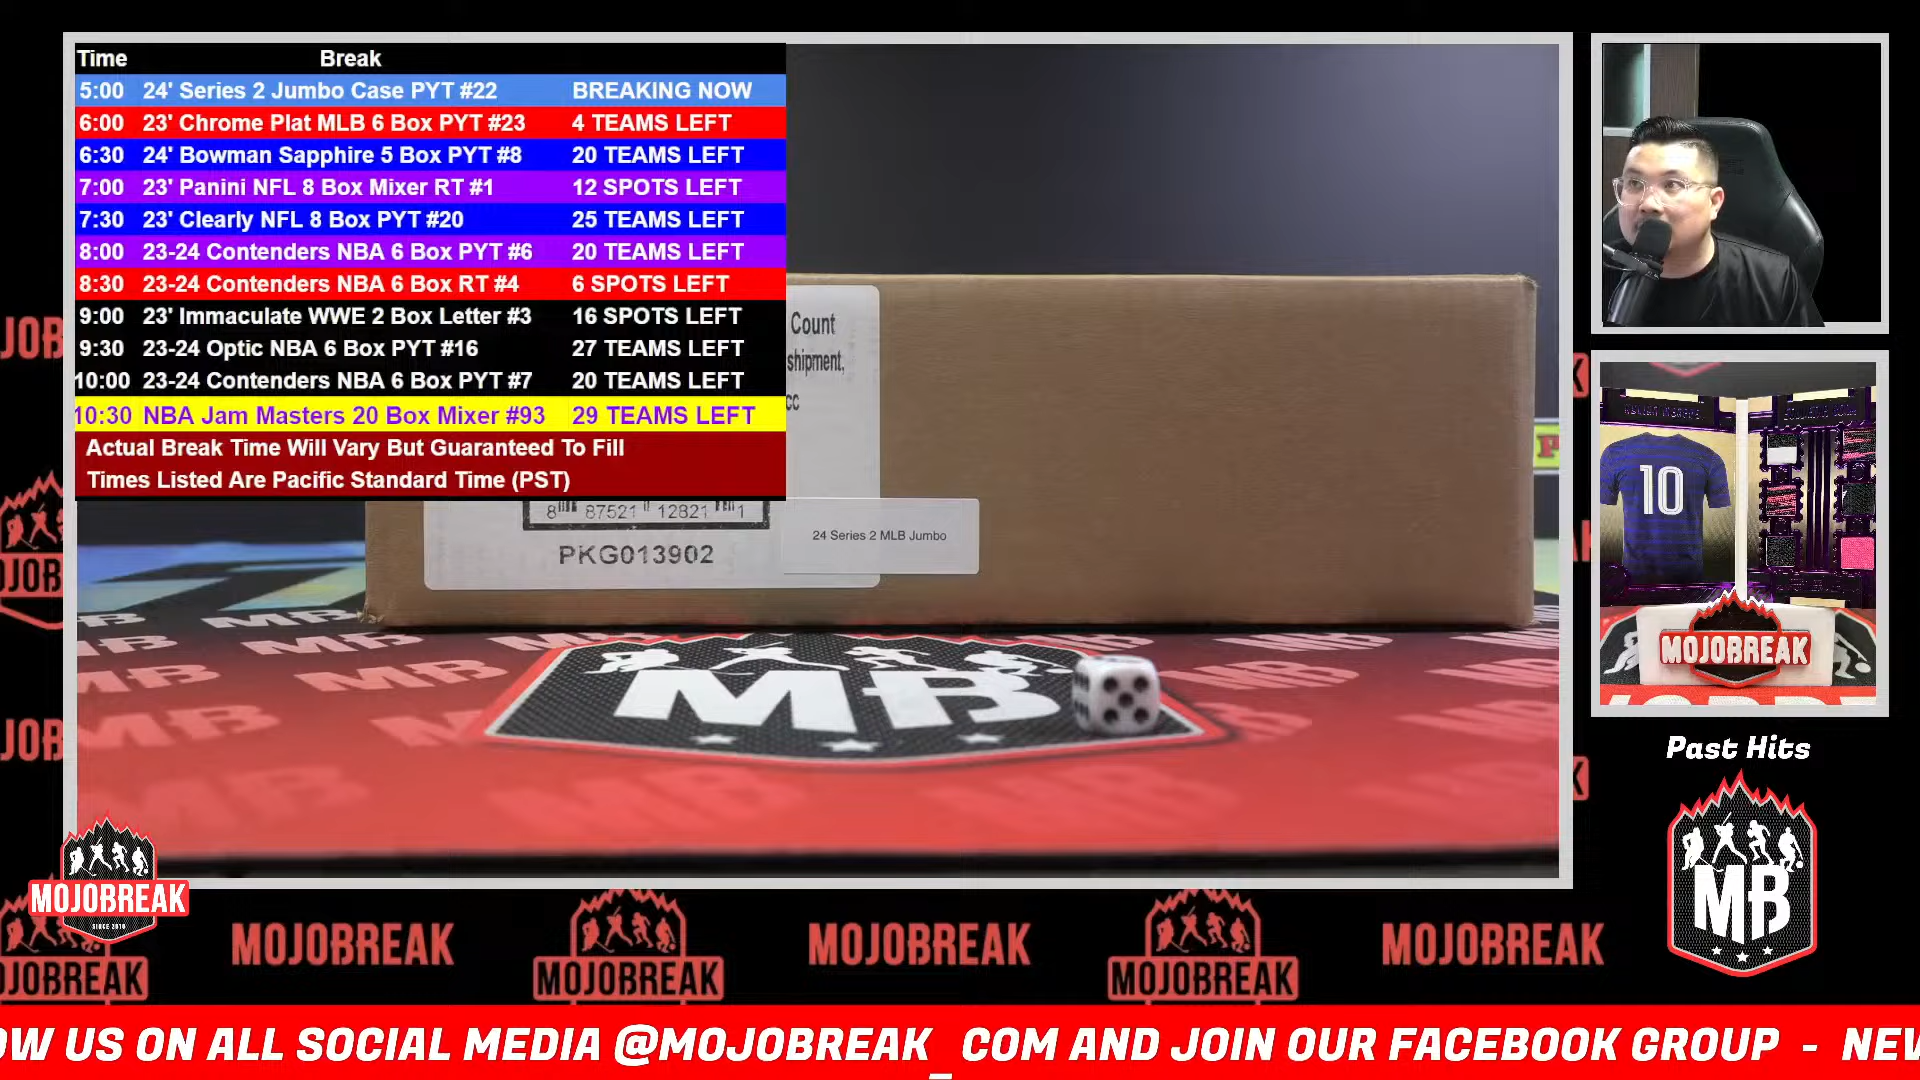 Time Break
5:00 24' Series 2 Jumbo Case PYT #22 BREAKING NOW
6:00 23' Chrome Plat MLB 6 Box PYT #23 4 TEAMS LEFT
6:30 24' Bowman Sapphire 5 Box PYT #8 20 TEAMS LEFT
7:00 23' Panini NFL 8 Box Mixer RT #1 12 SPOTS LEFT
7:30 23' Clearly NFL 8 Box PYT #20 25 TEAMS LEFT
8:00 23-24 Contenders NBA 6 Box PYT #6 20 TEAMS LEFT
8:30 23-24 Contenders NBA 6 Box RT #4 6 SPOTS LEFT
9:00 23' Immaculate WWE 2 Box Letter #3 16 SPOTS LEFT
9:30 23-24 Optic NBA 6 Box PYT #16 27 TEAMS LEFT
10:00 23-24 Contenders NBA 6 Box PYT #7 20 TEAMS LEFT
10:30 NBA Jam Masters 20 Box Mixer #93 29 TEAMS LEFT
Actual Break Time Will Vary But Guaranteed To Fill
Times Listed Are Pacific Standard Time (PST)
Count
shipment,
cc
8 87521 12821 1
PKG013902
24 Series 2 MLB Jumbo
MB
10
MOJOBREAK
Past Hits
MB
MOJOBREAK
SINCE 2010
MOJOBREAK
MOJOBREAK
MOJOBREAK
MOJOBREAK
MOJOBREAK
OW US ON ALL SOCIAL MEDIA @MOJOBREAK_COM AND JOIN OUR FACEBOOK GROUP - NEW